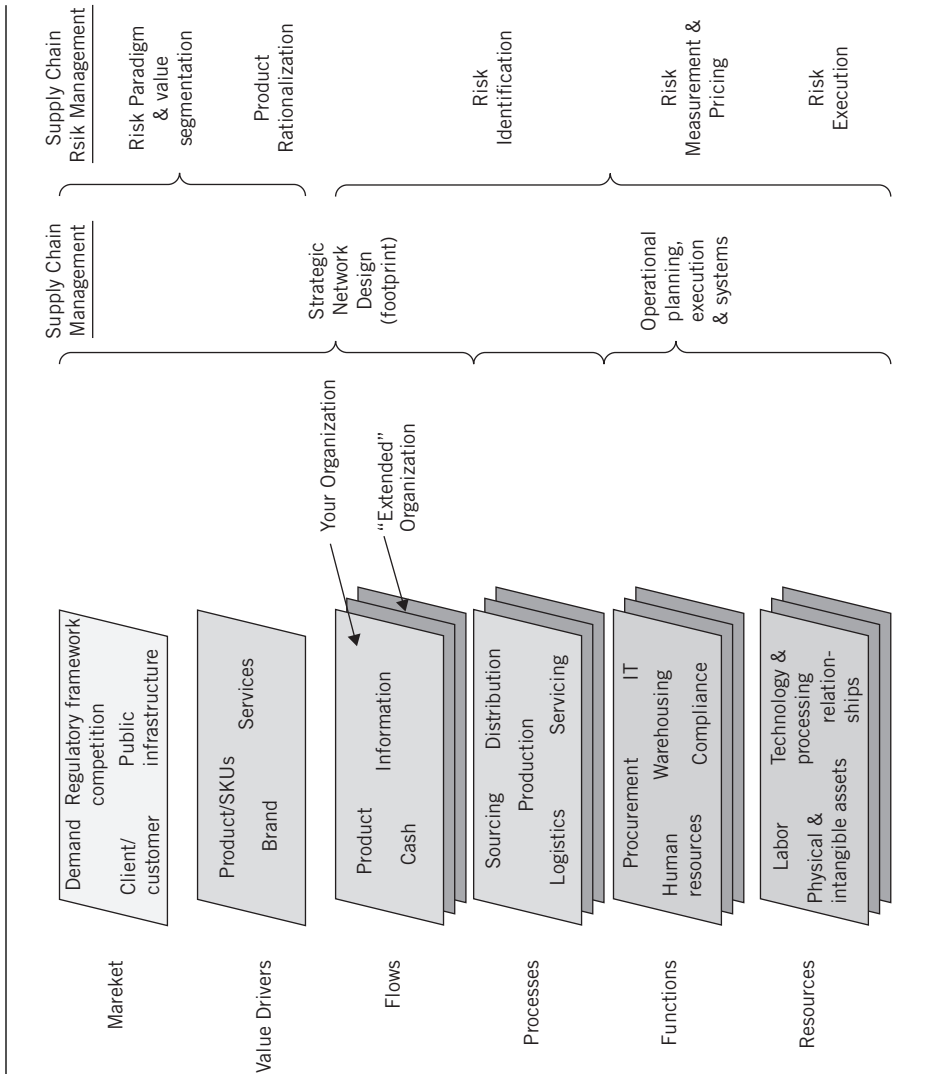 Supply Chain
Management
Supply Chain
Rsik Management
Mareket
Demand Regulatory framework
competition
Client/
customer
Public
infrastructure
Risk Paradigm
& value
segmentation
Value Drivers
Product/SKUs
Services
Brand
Product
Rationalization
Your Organization
"Extended"
Organization
Strategic
Network
Design
(footprint)
Flows
Product
Information
Cash
Processes
Sourcing Distribution
Production
Logistics Servicing
Risk
Identification
Functions
Procurement IT
Warehousing
Human
resources
Compliance
Operational
planning,
execution
& systems
Risk
Measurement &
Pricing
Resources
Labor
Technology &
processing
Physical &
intangible assets
relation-
ships
Risk
Execution